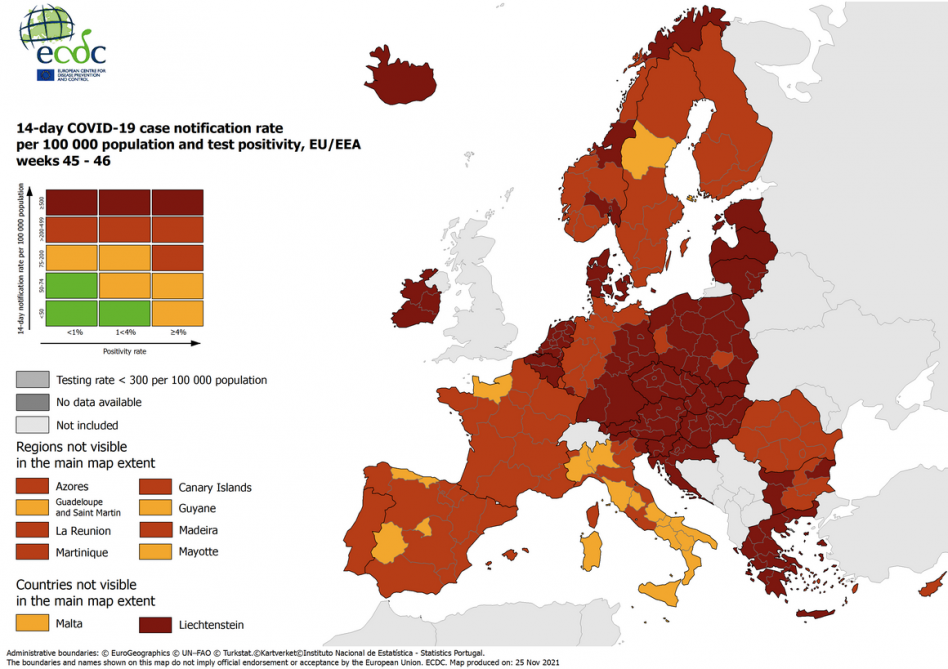 ecdc
EUROPEAN CENTRE FOR
DISEASE PREVENTION
AND CONTROL
14-day COVID-19 case notification rate
per 100 000 population and test positivity, EU/EEA
weeks 45 - 46
14-day notification rate per 100 000 population
≥500
>200-499
75-200
50-74
<50
<1%
1<4%
≥4%
Positivity rate
Testing rate < 300 per 100 000 population
No data available
Not included
Regions not visible
in the main map extent
Azores
Canary Islands
Guadeloupe
and Saint Martin
Guyane
La Reunion
Madeira
Martinique
Mayotte
Countries not visible
in the main map extent
Malta
Liechtenstein
Administrative boundaries: © EuroGeographics © UN-FAO © Turkstat.©Kartverket©Instituto Nacional de Estatística - Statistics Portugal.
The boundaries and names shown on this map do not imply official endorsement or acceptance by the European Union. ECDC. Map produced on: 25 Nov 2021